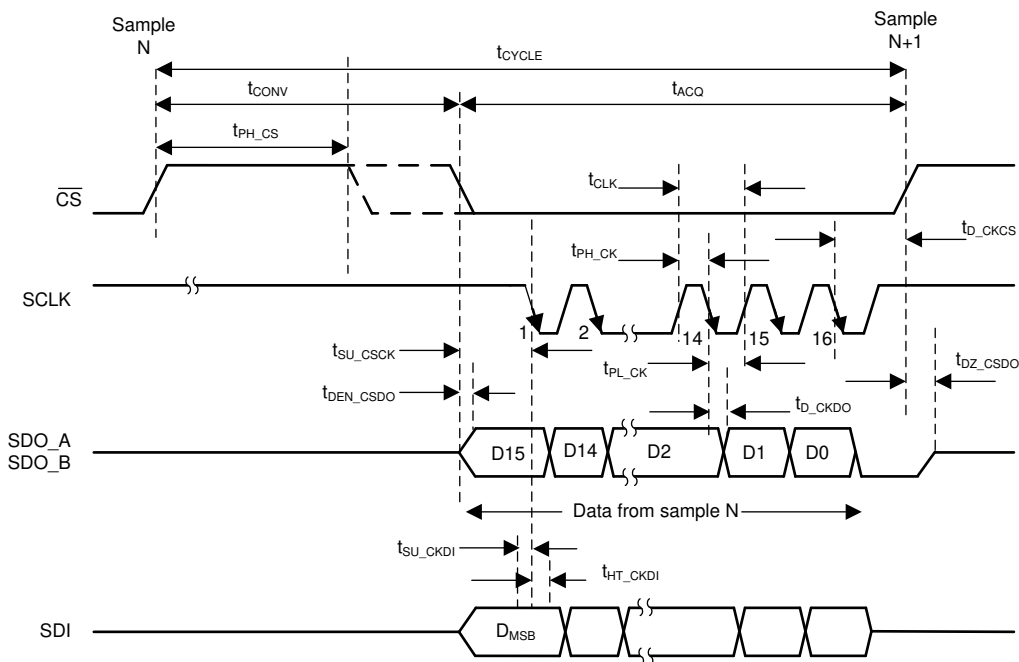 Sample
N
Sample
N+1
tCYCLE
tCONV
tACQ
tPH_CS
CS
tCLK
tD_CKCS
tPH_CK
SCLK
1
2
14
15
16
tSU_CSCK
tPL_CK
tDZ_CSDO
tDEN_CSDO
tD_CKDO
SDO_A
SDO_B
D15
D14
D2
D1
D0
Data from sample N
tSU_CKDI
tHT_CKDI
SDI
DMSB